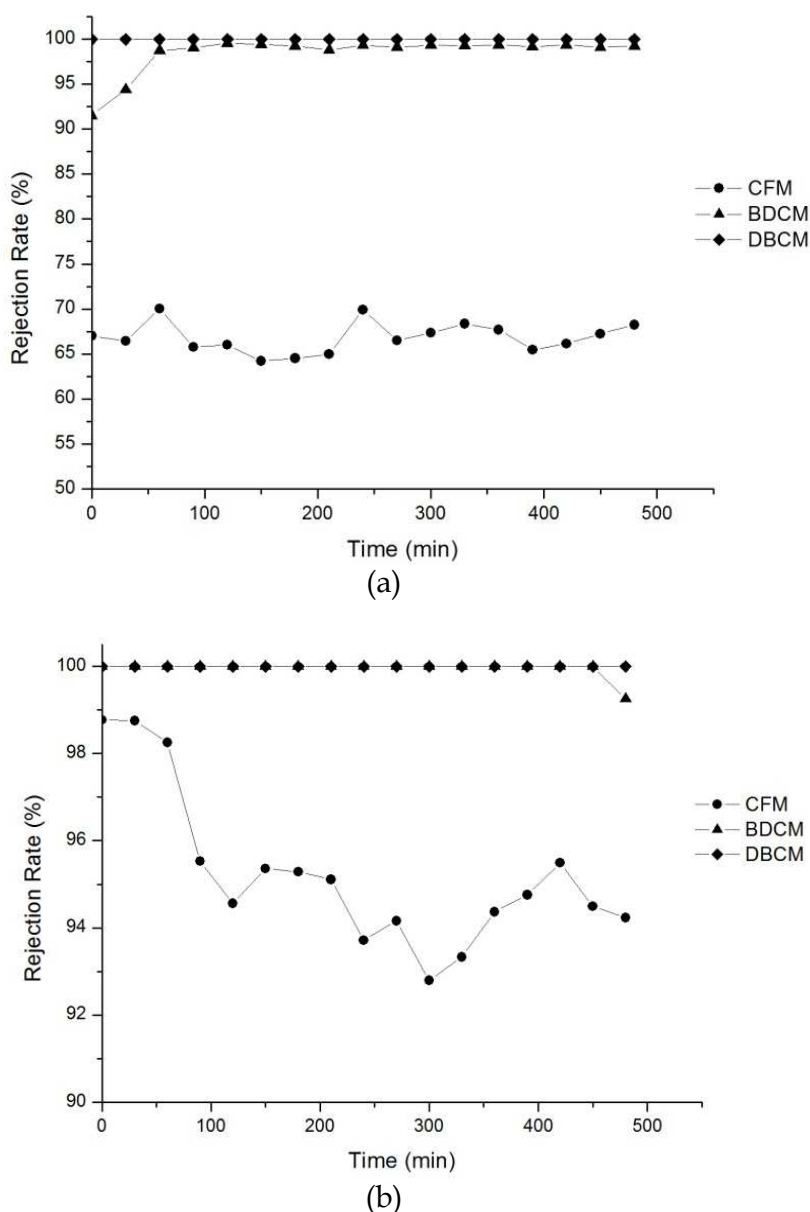 100
95
90
85
80
75
70
65
60
55
50
Rejection Rate (%)
CFM
BDCM
DBCM
0 100 200 300 400 500
Time (min)
(a)
100
98
96
94
92
90
Rejection Rate (%)
CFM
BDCM
DBCM
0 100 200 300 400 500
Time (min)
(b)